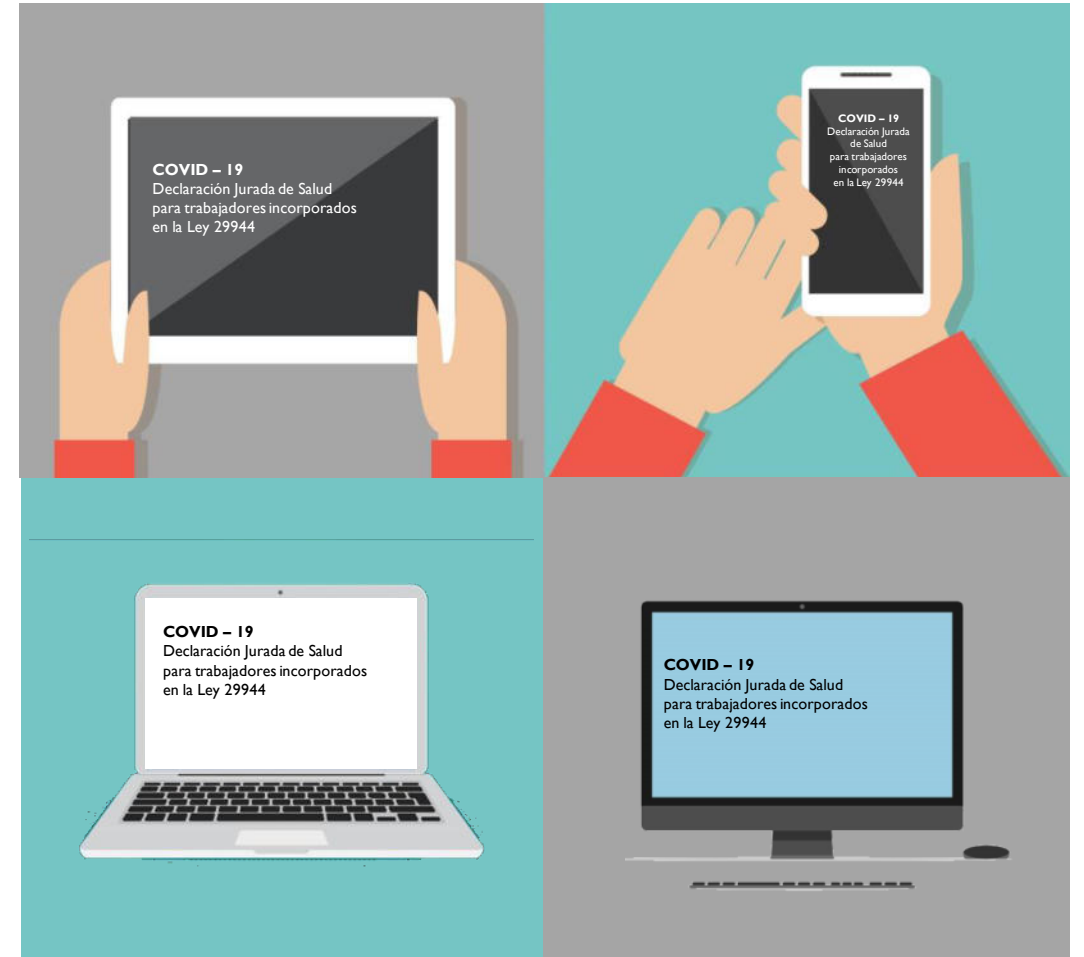 COVID – 19
Declaración Jurada de Salud
para trabajadores incorporados
en la Ley 29944
COVID – 19
Declaración Jurada
de Salud
para trabajadores
incorporados
en la Ley 29944
COVID – 19
Declaración Jurada de Salud
para trabajadores incorporados
en la Ley 29944
COVID – 19
Declaración Jurada de Salud
para trabajadores incorporados
en la Ley 29944